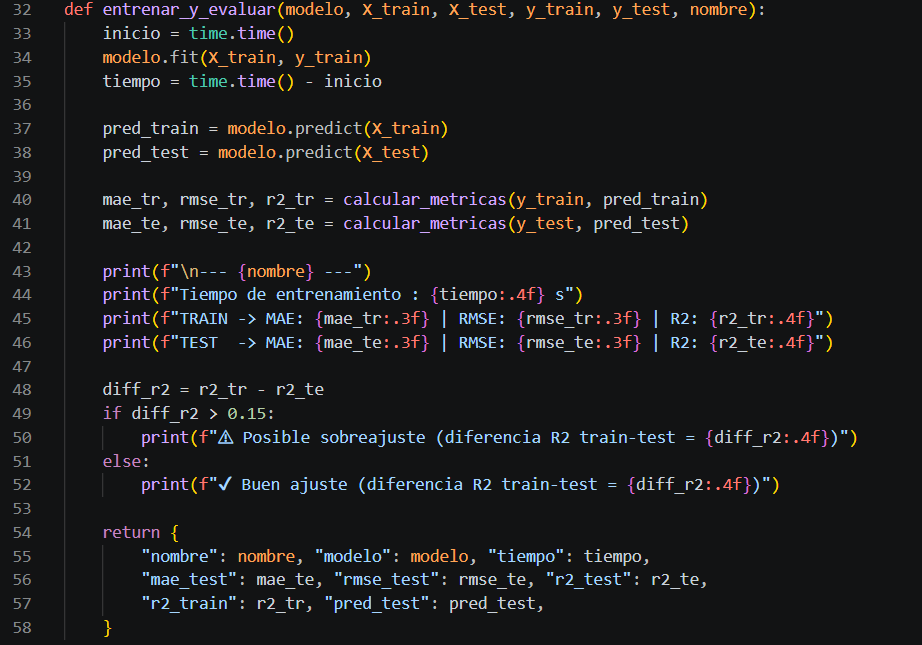 32 def entrenar_y_evaluar(modelo, X_train, X_test, y_train, y_test, nombre):
33     inicio = time.time()
34     modelo.fit(X_train, y_train)
35     tiempo = time.time() - inicio
36
37     pred_train = modelo.predict(X_train)
38     pred_test = modelo.predict(X_test)
39
40     mae_tr, rmse_tr, r2_tr = calcular_metricas(y_train, pred_train)
41     mae_te, rmse_te, r2_te = calcular_metricas(y_test, pred_test)
42
43     print(f"\n--- {nombre} ---")
44     print(f"Tiempo de entrenamiento : {tiempo:.4f} s")
45     print(f"TRAIN -> MAE: {mae_tr:.3f} | RMSE: {rmse_tr:.3f} | R2: {r2_tr:.4f}")
46     print(f"TEST  -> MAE: {mae_te:.3f} | RMSE: {rmse_te:.3f} | R2: {r2_te:.4f}")
47
48     diff_r2 = r2_tr - r2_te
49     if diff_r2 > 0.15:
50         print(f"⚠ Posible sobreajuste (diferencia R2 train-test = {diff_r2:.4f})")
51     else:
52         print(f"✔ Buen ajuste (diferencia R2 train-test = {diff_r2:.4f})")
53
54     return {
55         "nombre": nombre, "modelo": modelo, "tiempo": tiempo,
56         "mae_test": mae_te, "rmse_test": rmse_te, "r2_test": r2_te,
57         "r2_train": r2_tr, "pred_test": pred_test,
58     }